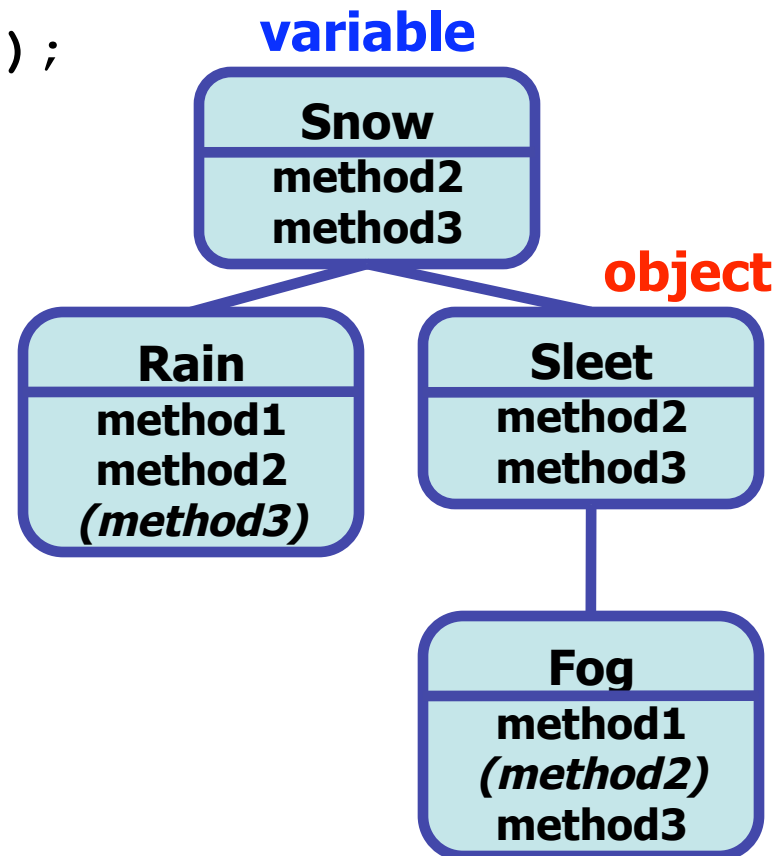 );
variable
Snow
method2
method3
object
Rain
method1
method2
(method3)
Sleet
method2
method3
Fog
method1
(method2)
method3